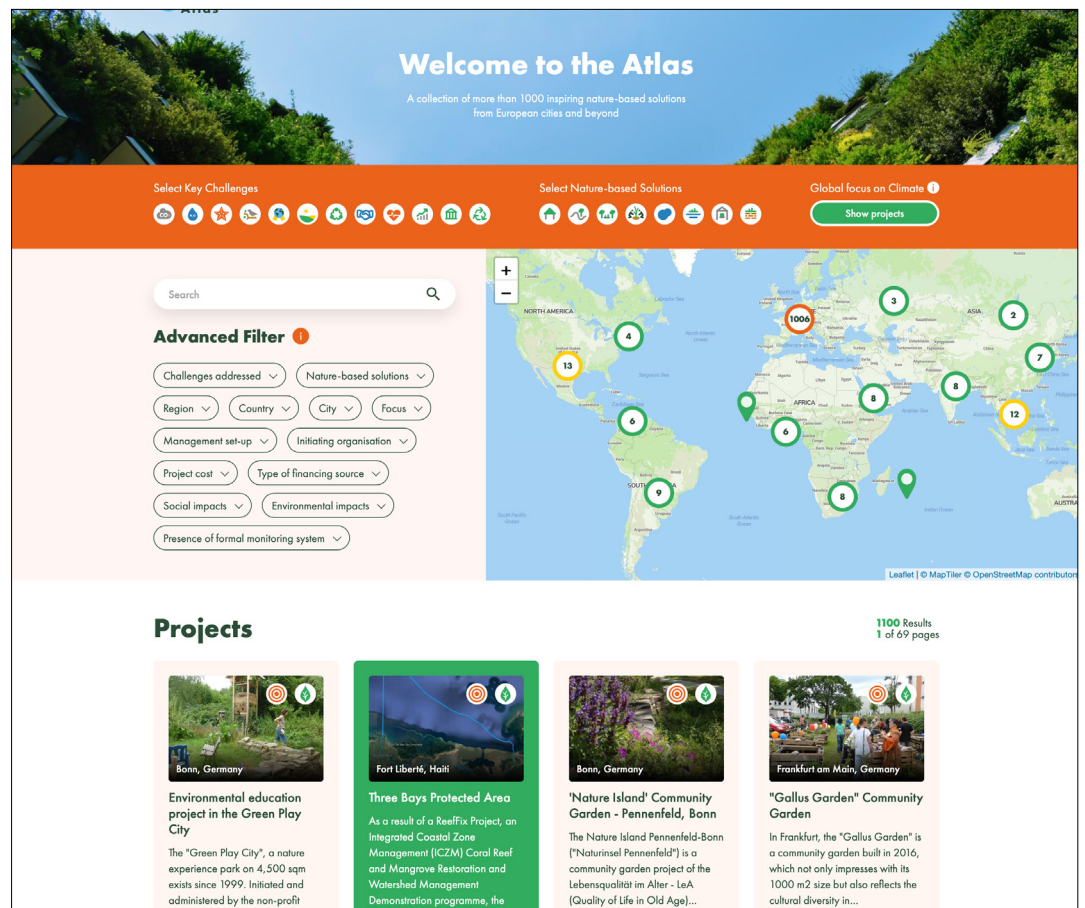 Atlas
Welcome to the Atlas
A collection of more than 1000 inspiring nature-based solutions
from European cities and beyond
Select Key Challenges
Select Nature-based Solutions
Global focus on Climate i
Show projects
Search
Advanced Filter i
Challenges addressed
Nature-based solutions
Region
Country
City
Focus
Management set-up
Initiating organisation
Project cost
Type of financing source
Social impacts
Environmental impacts
Presence of formal monitoring system
+
−
NORTH AMERICA
ASIA
AFRICA
4
13
6
9
1006
3
2
7
8
12
8
6
8
Leaflet | © MapTiler © OpenStreetMap contributors
Projects
1100 Results
1 of 69 pages
Bonn, Germany
Environmental education
project in the Green Play
City
The "Green Play City", a nature
experience park on 4,500 sqm
exists since 1999. Initiated and
administered by the non-profit
Fort Liberté, Haiti
Three Bays Protected Area
As a result of a ReefFix Project, an
Integrated Coastal Zone
Management (ICZM) Coral Reef
and Mangrove Restoration and
Watershed Management
Demonstration programme, the
Bonn, Germany
'Nature Island' Community
Garden - Pennenfeld, Bonn
The Nature Island Pennenfeld-Bonn
("Naturinsel Pennenfeld") is a
community garden project of the
Lebensqualität im Alter - LeA
(Quality of Life in Old Age)...
Frankfurt am Main, Germany
"Gallus Garden" Community
Garden
In Frankfurt, the "Gallus Garden" is
a community garden built in 2016,
which not only impresses with its
1000 m2 size but also reflects the
cultural diversity in...